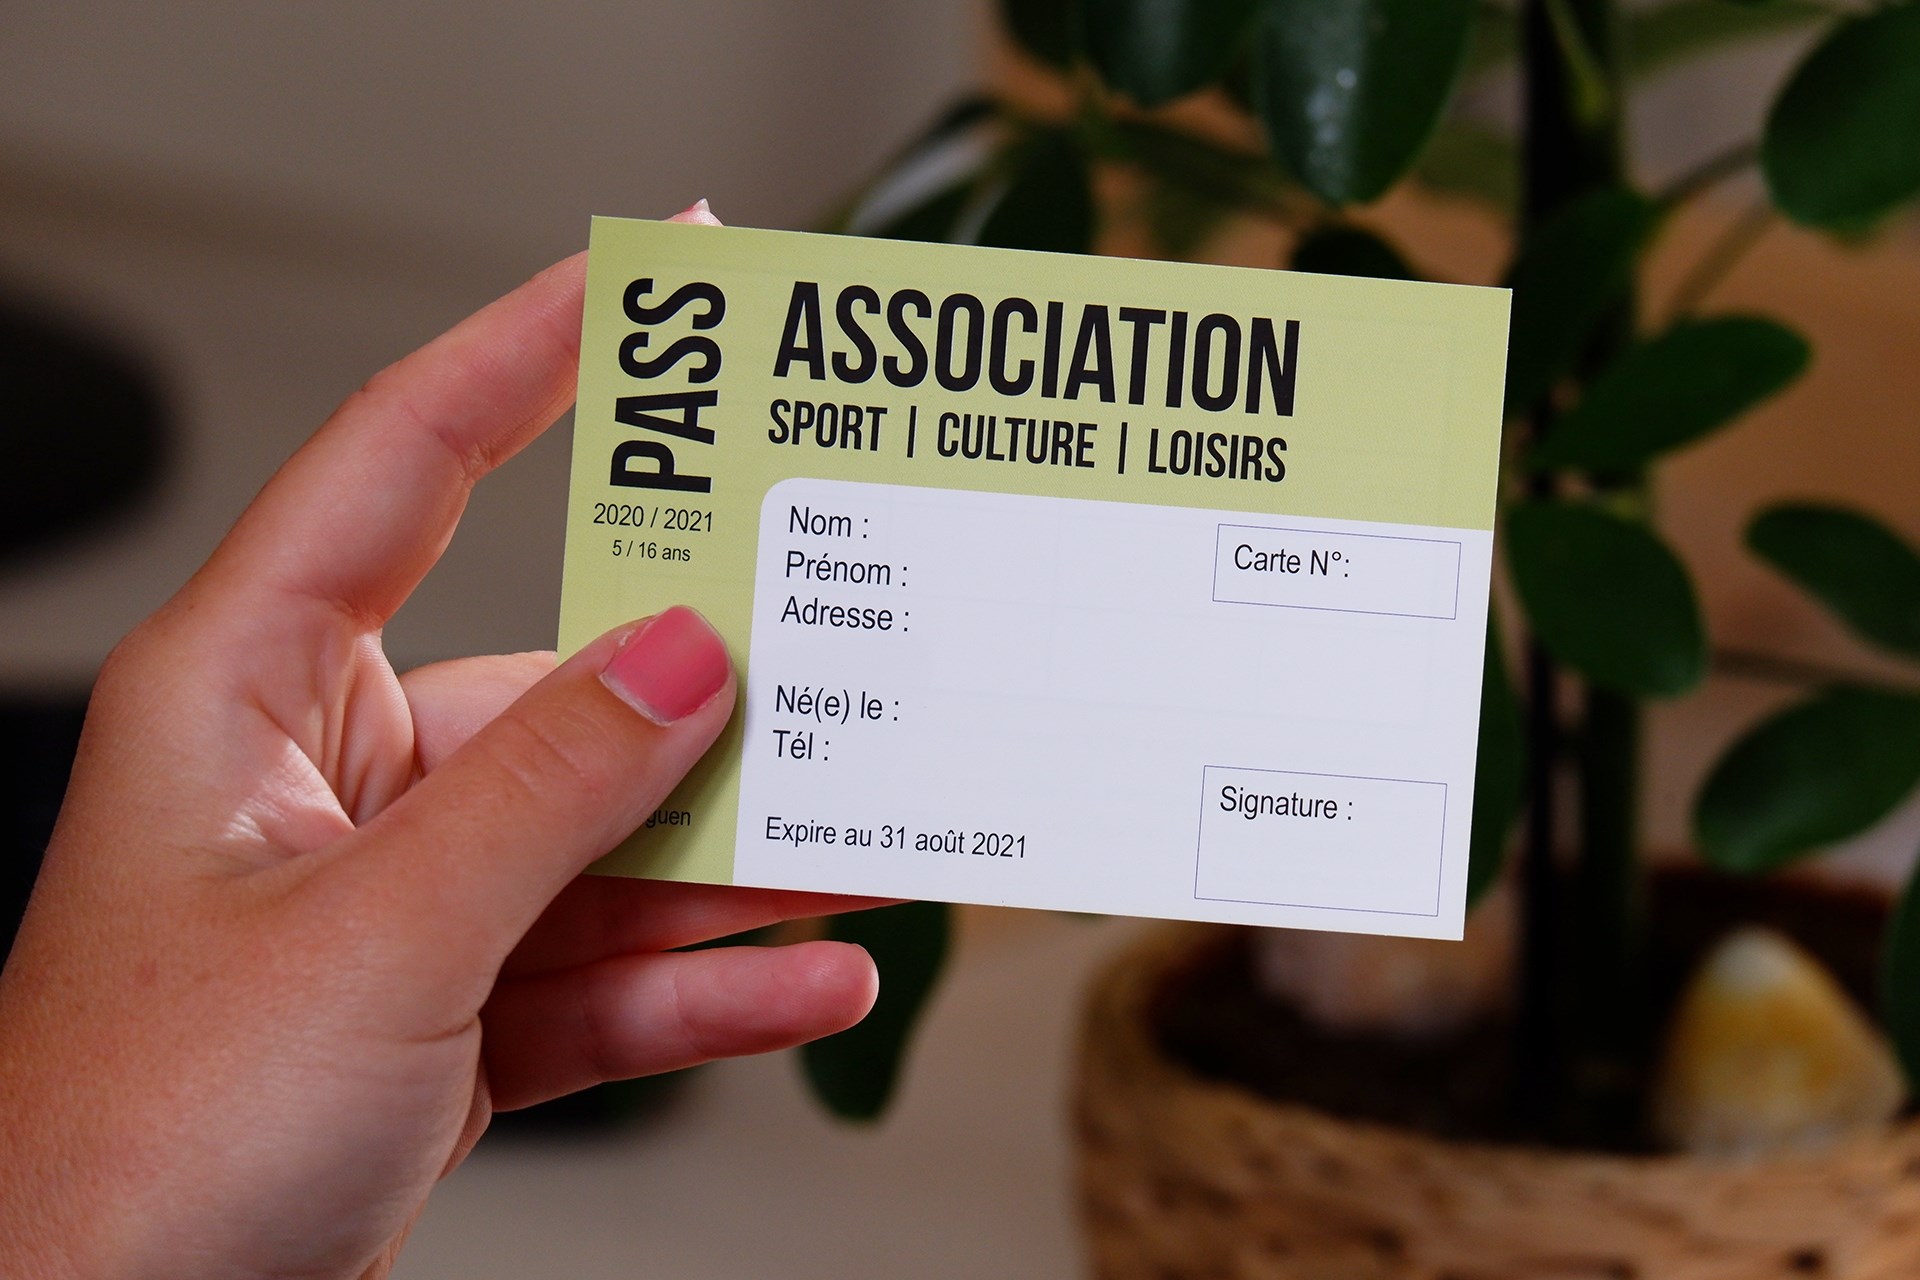 PASS
2020 / 2021
5 / 16 ans
ASSOCIATION
SPORT | CULTURE | LOISIRS
Nom :
Prénom :
Adresse :
Carte N°:
Né(e) le :
Tél :
Expire au 31 août 2021
Signature :